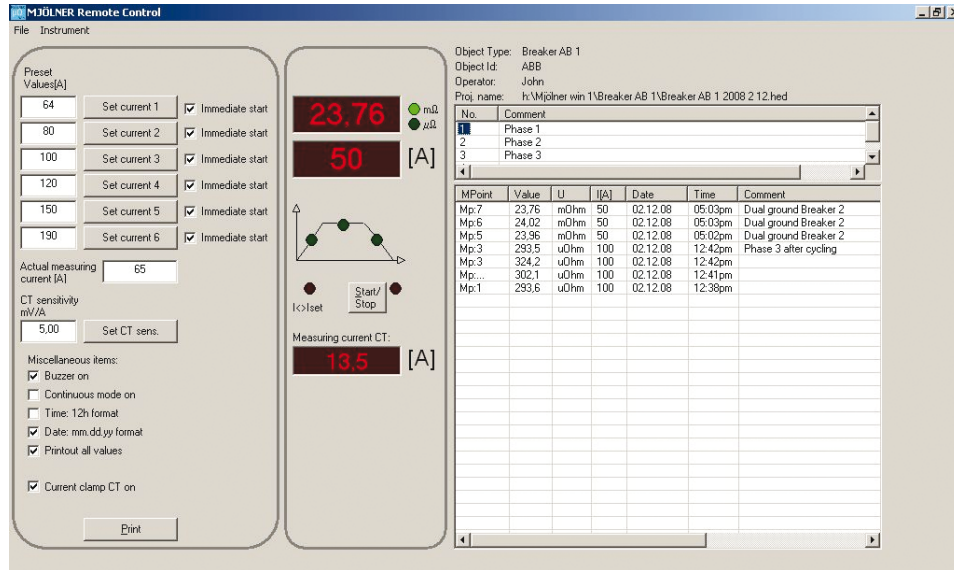 MJÖLNER Remote Control
File Instrument
Preset
Values[A]
64 Set current 1 Immediate start
80 Set current 2 Immediate start
100 Set current 3 Immediate start
120 Set current 4 Immediate start
150 Set current 5 Immediate start
190 Set current 6 Immediate start
Actual measuring
current [A] 65
CT sensitivity
mV/A
5,00 Set CT sens.
Miscellaneous items:
Buzzer on
Continuous mode on
Time: 12h format
Date: mm.dd.yy format
Printout all values
Current clamp CT on
Print
23.76 mΩ
µΩ
50 [A]
I<>Iset
Start/
Stop
Measuring current CT:
13,5 [A]
Object Type: Breaker AB 1
Object Id: ABB
Operator: John
Proj. name: h:\Mjölner win 1\Breaker AB 1\Breaker AB 1 2008 2 12.hed
No. Comment
1 Phase 1
2 Phase 2
3 Phase 3
MPoint Value U I[A] Date Time Comment
Mp:7 23,76 mOhm 50 02.12.08 05:03pm Dual ground Breaker 2
Mp:6 24,02 mOhm 50 02.12.08 05:03pm Dual ground Breaker 2
Mp:5 23,96 mOhm 50 02.12.08 05:02pm Dual ground Breaker 2
Mp:3 293,5 uOhm 100 02.12.08 12:42pm Phase 3 after cycling
Mp:3 324,2 uOhm 100 02.12.08 12:42pm
Mp:... 302,1 uOhm 100 02.12.08 12:41pm
Mp:1 293,6 uOhm 100 02.12.08 12:38pm